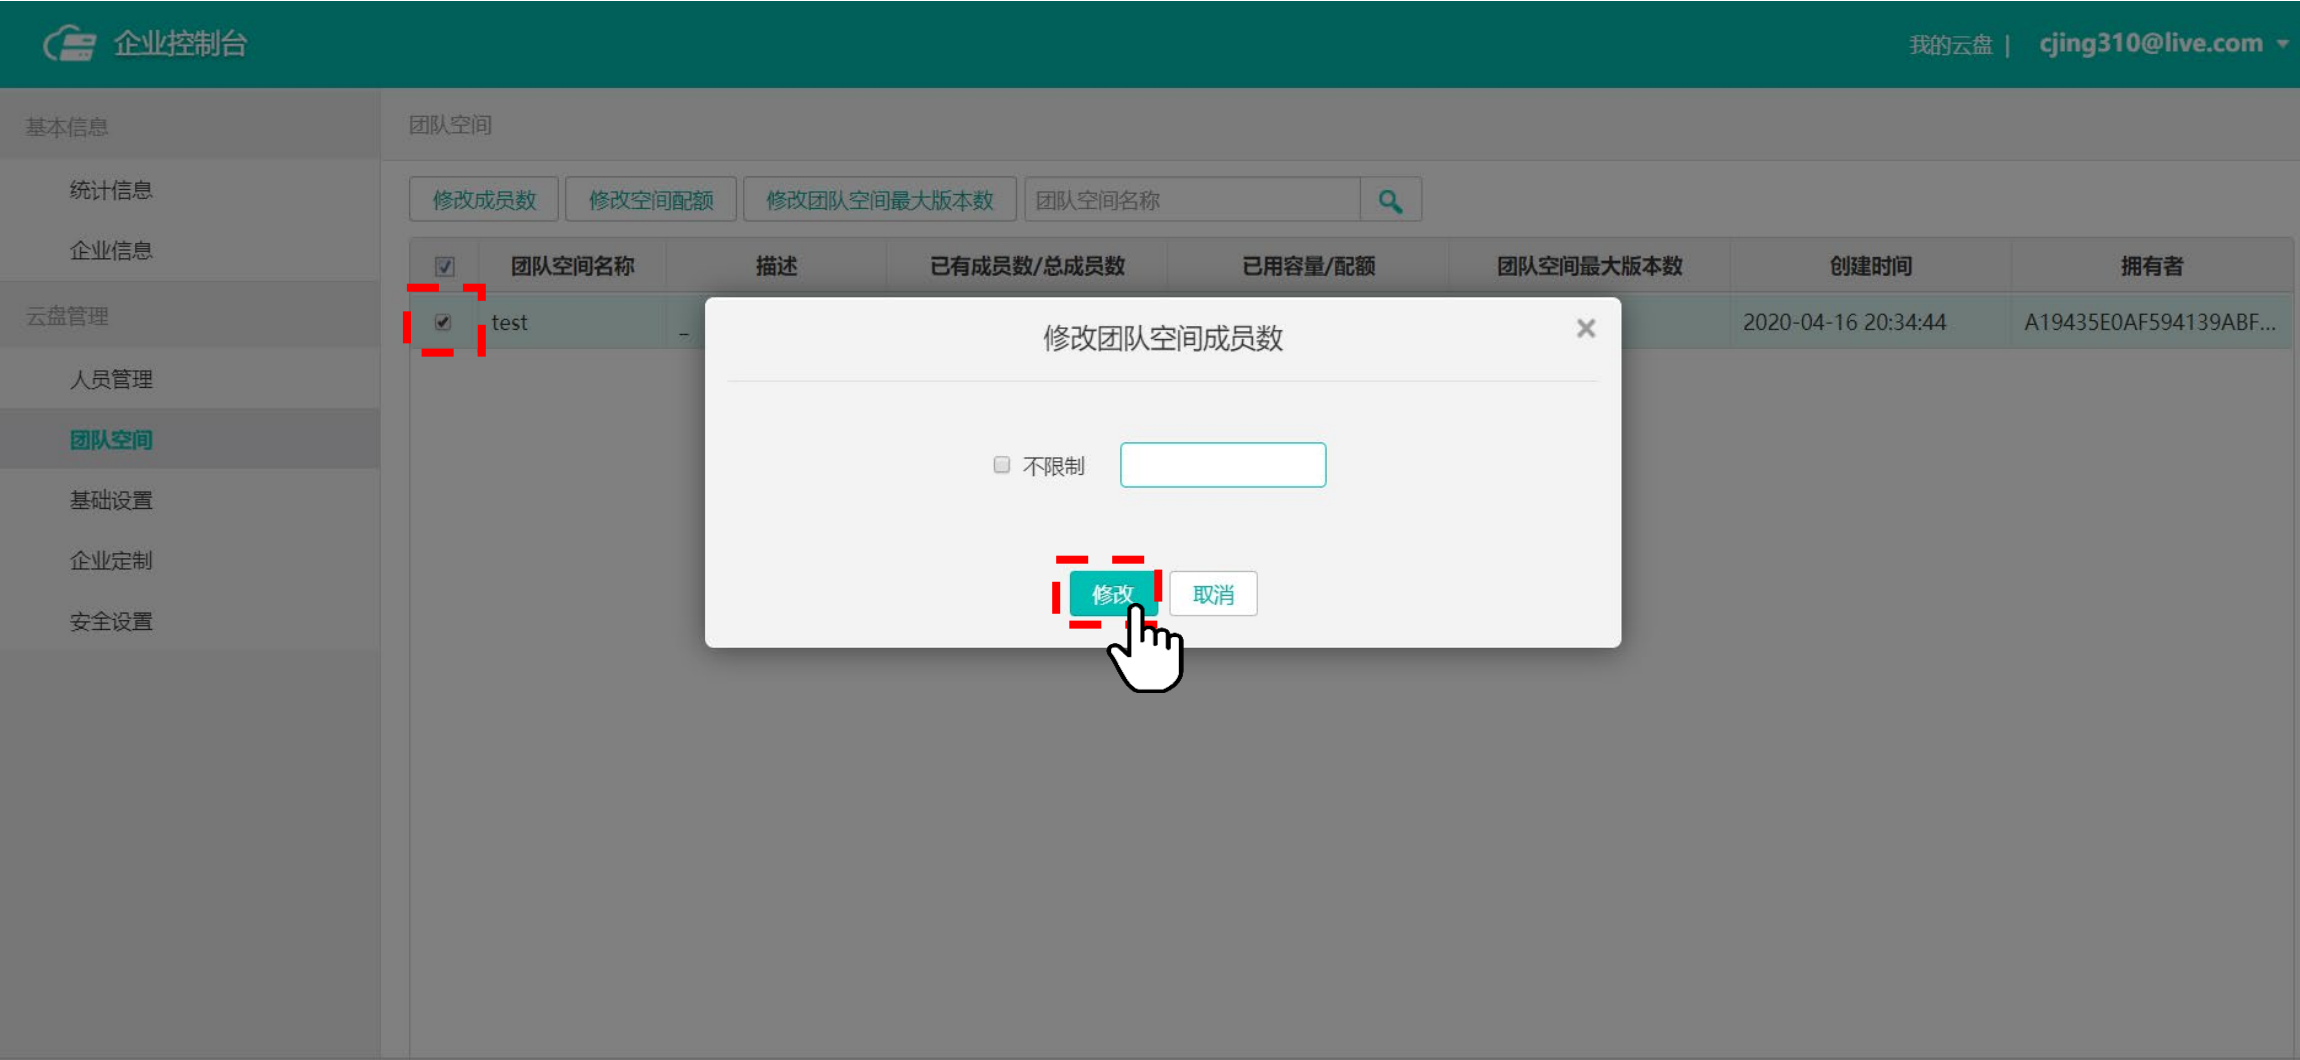 企业控制台
我的云盘 | cjing310@live.com
基本信息
统计信息
企业信息
云盘管理
人员管理
团队空间
基础设置
企业定制
安全设置
团队空间
修改成员数 修改空间配额 修改团队空间最大版本数 团队空间名称
团队空间名称 描述 已有成员数/总成员数 已用容量/配额 团队空间最大版本数 创建时间 拥有者
test _ 2020-04-16 20:34:44 A19435E0AF594139ABF...
修改团队空间成员数 ×
不限制
修改 取消